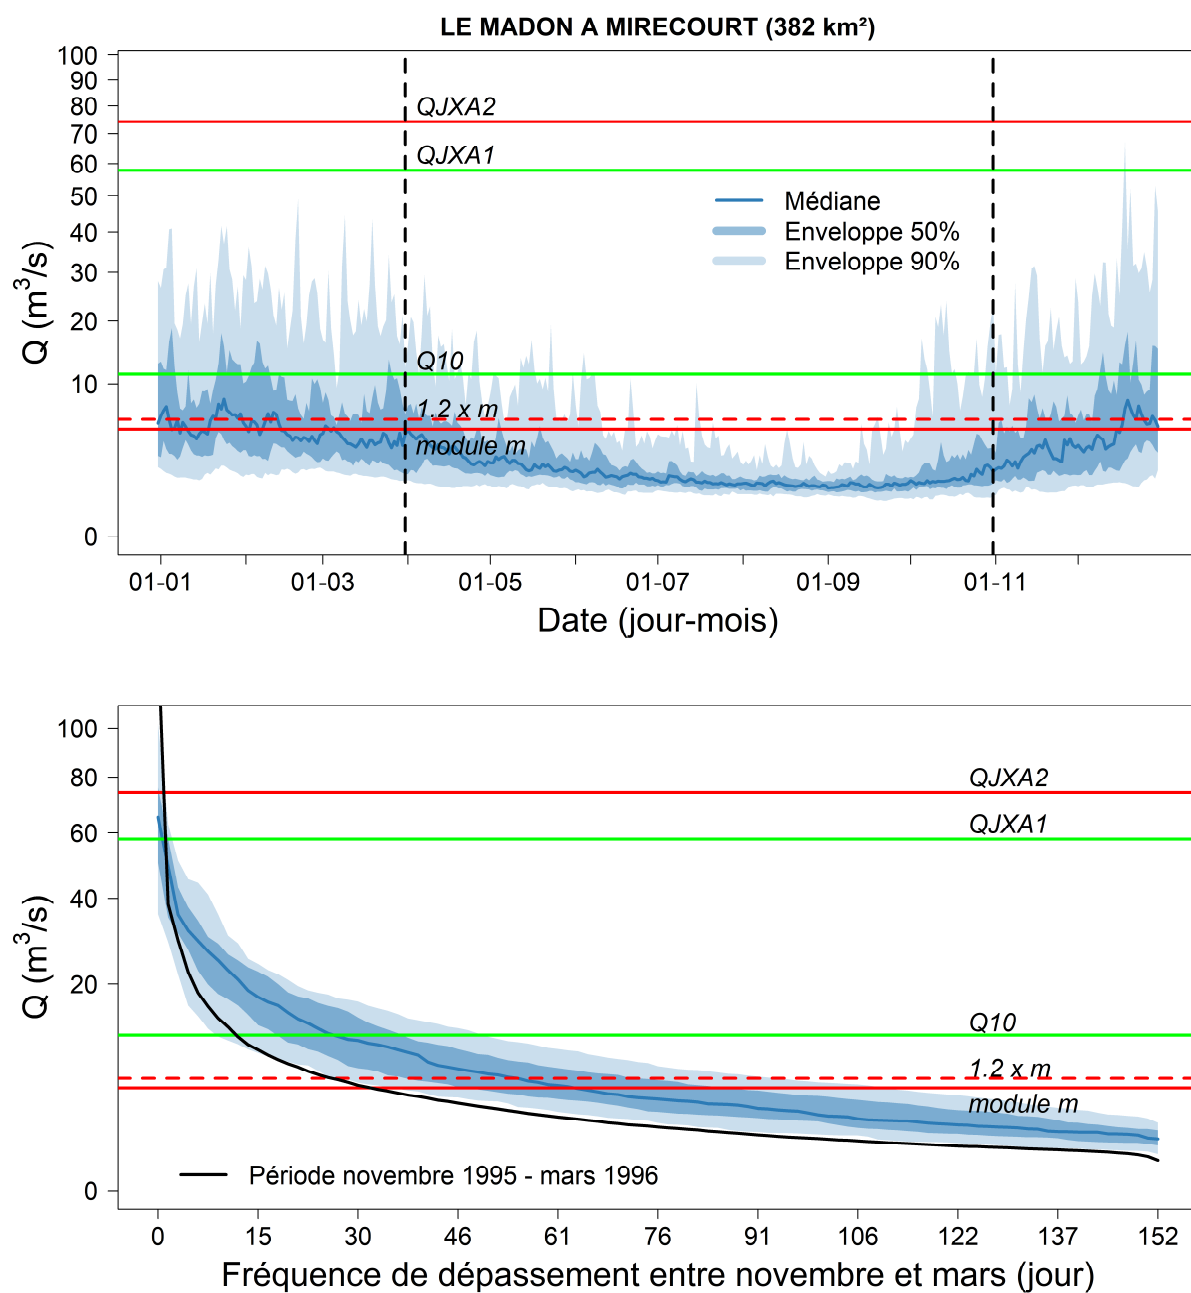 LE MADON A MIRECOURT (382 km²)
100
90
80
70
60
50
40
30
20
10
0
Q (m³/s)
QJXA2
QJXA1
Médiane
Enveloppe 50%
Enveloppe 90%
Q10
1.2 x m
module m
01-01
01-03
01-05
01-07
01-09
01-11
Date (jour-mois)
100
80
60
40
20
0
Q (m³/s)
QJXA2
QJXA1
Q10
1.2 x m
module m
Période novembre 1995 - mars 1996
0
15
30
46
61
76
91
106
122
137
152
Fréquence de dépassement entre novembre et mars (jour)